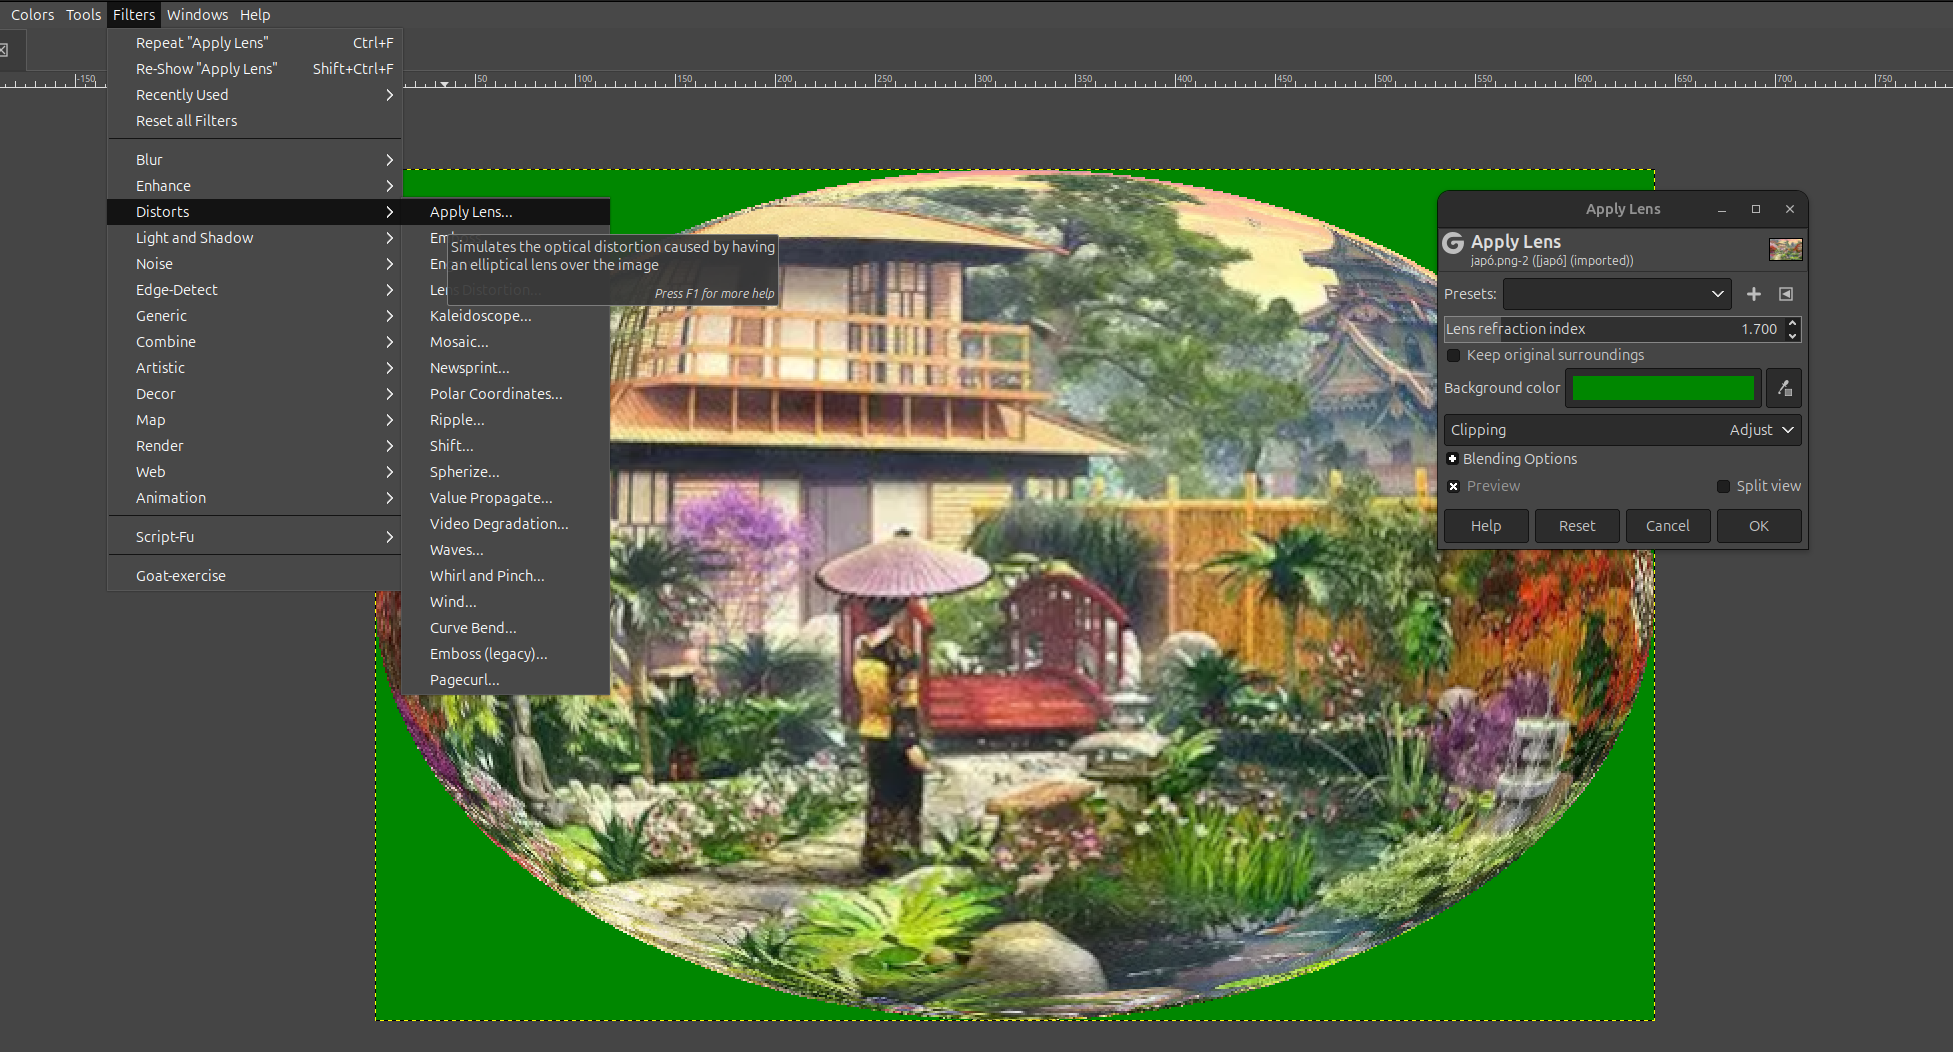 Colors Tools Filters Windows Help
Repeat "Apply Lens" Ctrl+F
Re-Show "Apply Lens" Shift+Ctrl+F
Recently Used
Reset all Filters
Blur
Enhance
Distorts
Light and Shadow
Noise
Edge-Detect
Generic
Combine
Artistic
Decor
Map
Render
Web
Animation
Script-Fu
Goat-exercise
-150 50 100 150 200 250 300 350 400 450 500 550 600 650 700 750
Apply Lens...
Simulates the optical distortion caused by having
an elliptical lens over the image
Press F1 for more help
Lens Distortion...
Kaleidoscope...
Mosaic...
Newsprint...
Polar Coordinates...
Ripple...
Shift...
Spherize...
Value Propagate...
Video Degradation...
Waves...
Whirl and Pinch...
Wind...
Curve Bend...
Emboss (legacy)...
Pagecurl...
Apply Lens
Apply Lens
japó.png-2 ([japó] (imported))
Presets:
Lens refraction index 1.700
Keep original surroundings
Background color
Clipping Adjust
Blending Options
Preview Split view
Help Reset Cancel OK